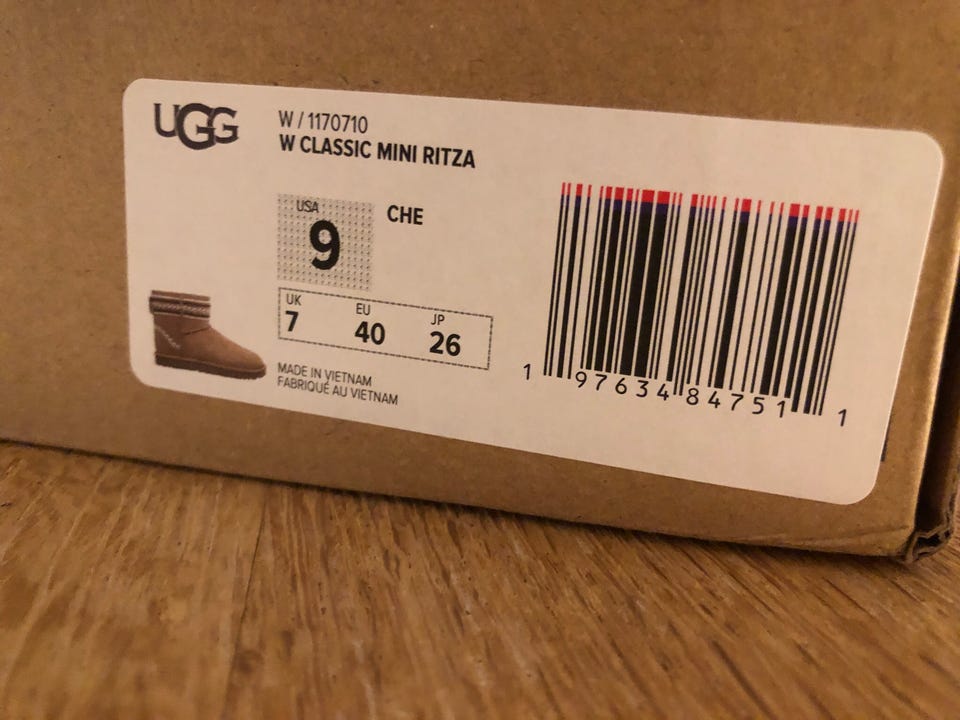 UGG
W / 1170710
W CLASSIC MINI RITZA
USA
9
CHE
UK
7
EU
40
JP
26
MADE IN VIETNAM
FABRIQUÉ AU VIETNAM
1 97634 84751 1